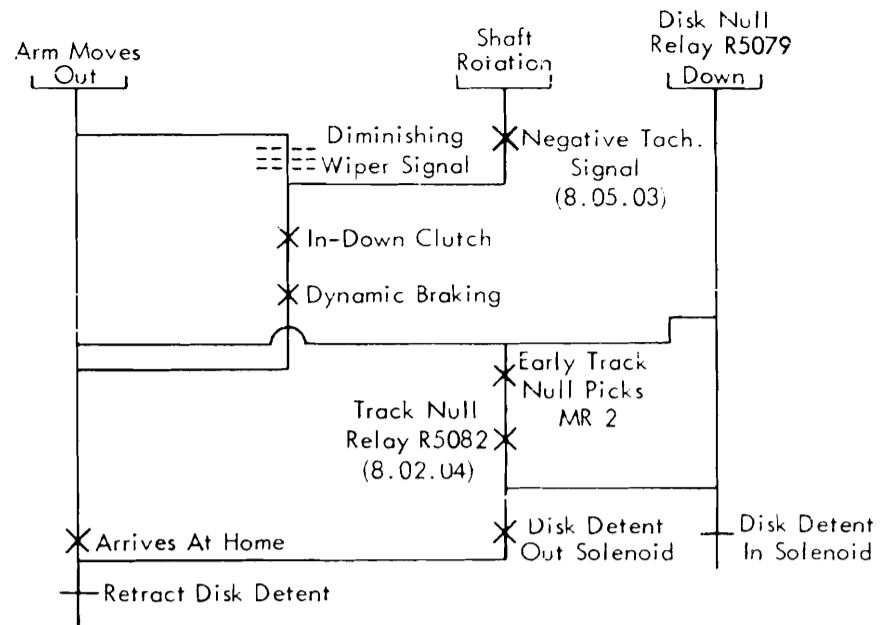 Arm Moves
Out
Shaft
Rotation
Disk Null
Relay R5079
Down
Diminishing
Wiper Signal
Negative Tach.
Signal
(8.05.03)
In-Down Clutch
Dynamic Braking
Early Track
Null Picks
MR 2
Track Null
Relay R5082
(8.02.04)
Arrives At Home
Disk Detent
Out Solenoid
Disk Detent
In Solenoid
Retract Disk Detent